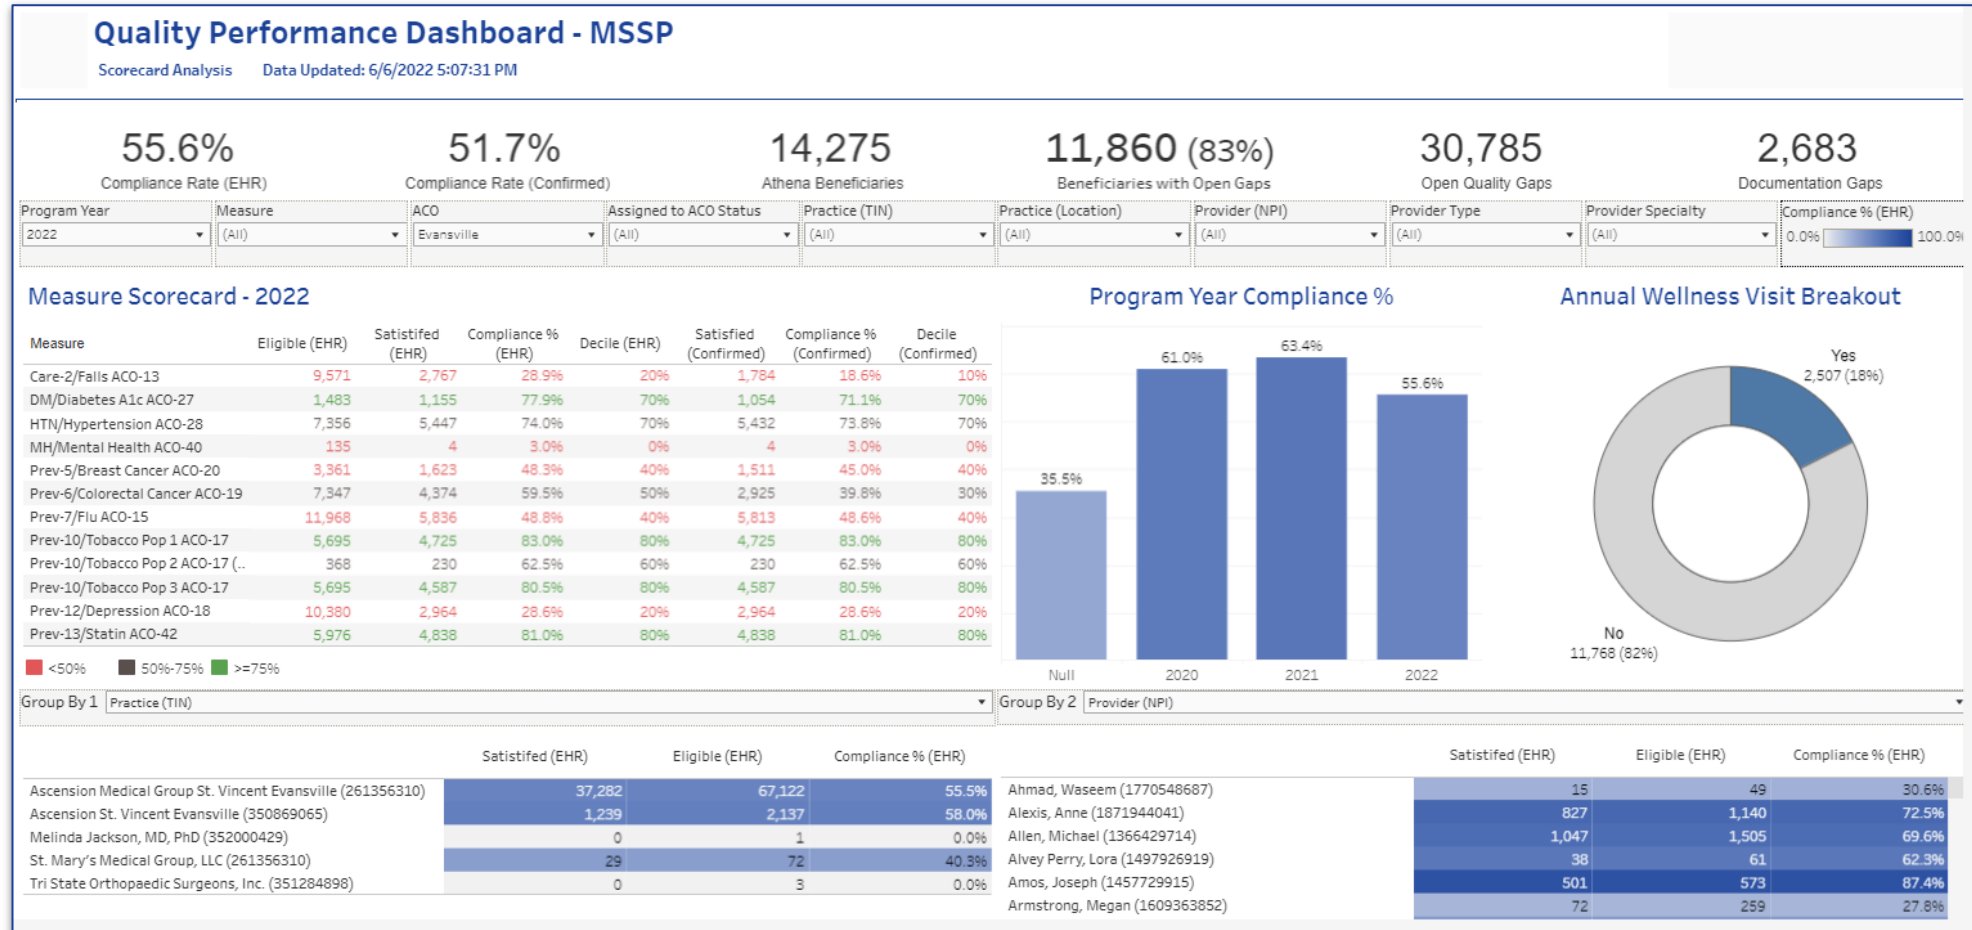 Quality Performance Dashboard - MSSP
Scorecard Analysis Data Updated: 6/6/2022 5:07:31 PM
55.6% 51.7% 14,275 11,860 (83%) 30,785 2,683
Compliance Rate (EHR) Compliance Rate (Confirmed) Athena Beneficiaries Beneficiaries with Open Gaps Open Quality Gaps Documentation Gaps
Program Year Measure ACO Assigned to ACO Status Practice (TIN) Practice (Location) Provider (NPI) Provider Type Provider Specialty Compliance % (EHR)
2022 (All) Evansville (All) (All) (All) (All) (All) (All) 0.0% 100.0%
Measure Scorecard - 2022
Measure Eligible (EHR) Satistifed (EHR) Compliance % (EHR) Decile (EHR) Satisfied (Confirmed) Compliance % (Confirmed) Decile (Confirmed)
Care-2/Falls ACO-13 9,571 2,767 28.9% 20% 1,784 18.6% 10%
DM/Diabetes A1c ACO-27 1,483 1,155 77.9% 70% 1,054 71.1% 70%
HTN/Hypertension ACO-28 7,356 5,447 74.0% 70% 5,432 73.8% 70%
MH/Mental Health ACO-40 135 4 3.0% 0% 4 3.0% 0%
Prev-5/Breast Cancer ACO-20 3,361 1,623 48.3% 40% 1,511 45.0% 40%
Prev-6/Colorectal Cancer ACO-19 7,347 4,374 59.5% 50% 2,925 39.8% 30%
Prev-7/Flu ACO-15 11,968 5,836 48.8% 40% 5,813 48.6% 40%
Prev-10/Tobacco Pop 1 ACO-17 5,695 4,725 83.0% 80% 4,725 83.0% 80%
Prev-10/Tobacco Pop 2 ACO-17 (.. 368 230 62.5% 60% 230 62.5% 60%
Prev-10/Tobacco Pop 3 ACO-17 5,695 4,587 80.5% 80% 4,587 80.5% 80%
Prev-12/Depression ACO-18 10,380 2,964 28.6% 20% 2,964 28.6% 20%
Prev-13/Statin ACO-42 5,976 4,838 81.0% 80% 4,838 81.0% 80%
<50% 50%-75% >=75%
Program Year Compliance %
35.5% 61.0% 63.4% 55.6%
Null 2020 2021 2022
Annual Wellness Visit Breakout
Yes
2,507 (18%)
No
11,768 (82%)
Group By 1 Practice (TIN)
Satistifed (EHR) Eligible (EHR) Compliance % (EHR)
Ascension Medical Group St. Vincent Evansville (261356310) 37,282 67,122 55.5%
Ascension St. Vincent Evansville (350869065) 1,239 2,137 58.0%
Melinda Jackson, MD, PhD (352000429) 0 1 0.0%
St. Mary's Medical Group, LLC (261356310) 29 72 40.3%
Tri State Orthopaedic Surgeons, Inc. (351284898) 0 3 0.0%
Group By 2 Provider (NPI)
Satistifed (EHR) Eligible (EHR) Compliance % (EHR)
Ahmad, Waseem (1770548687) 15 49 30.6%
Alexis, Anne (1871944041) 827 1,140 72.5%
Allen, Michael (1366429714) 1,047 1,505 69.6%
Alvey Perry, Lora (1497926919) 38 61 62.3%
Amos, Joseph (1457729915) 501 573 87.4%
Armstrong, Megan (1609363852) 72 259 27.8%